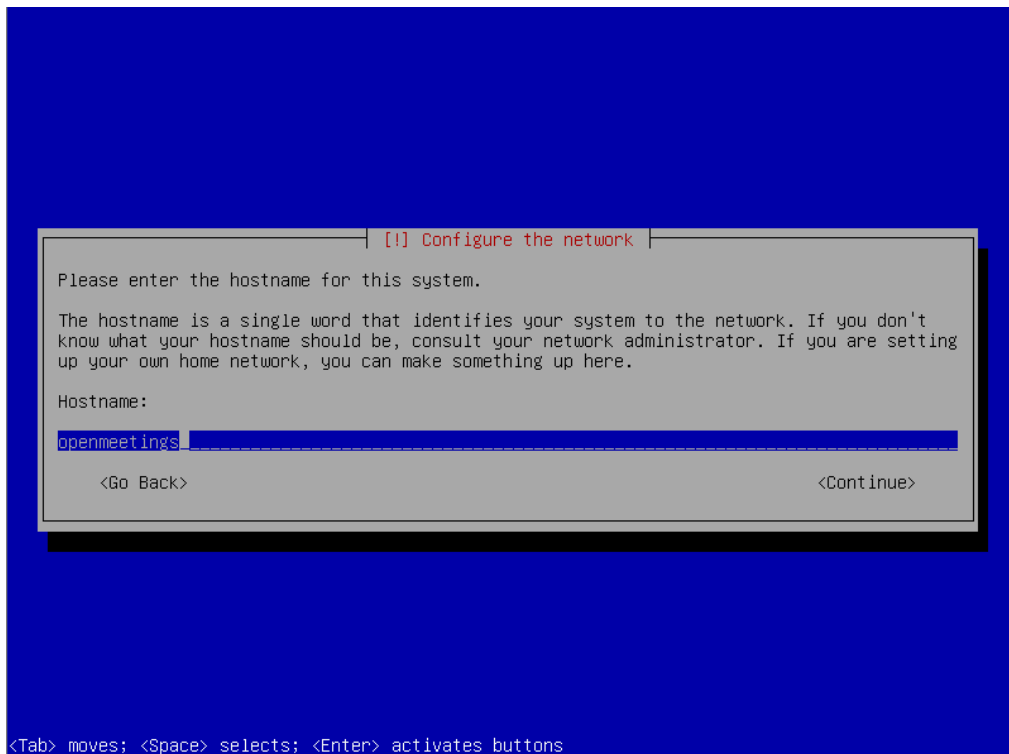 [!] Configure the network
Please enter the hostname for this system.
The hostname is a single word that identifies your system to the network. If you don't
know what your hostname should be, consult your network administrator. If you are setting
up your own home network, you can make something up here.
Hostname:
openmeetings
<Go Back> <Continue>
<Tab> moves; <Space> selects; <Enter> activates buttons